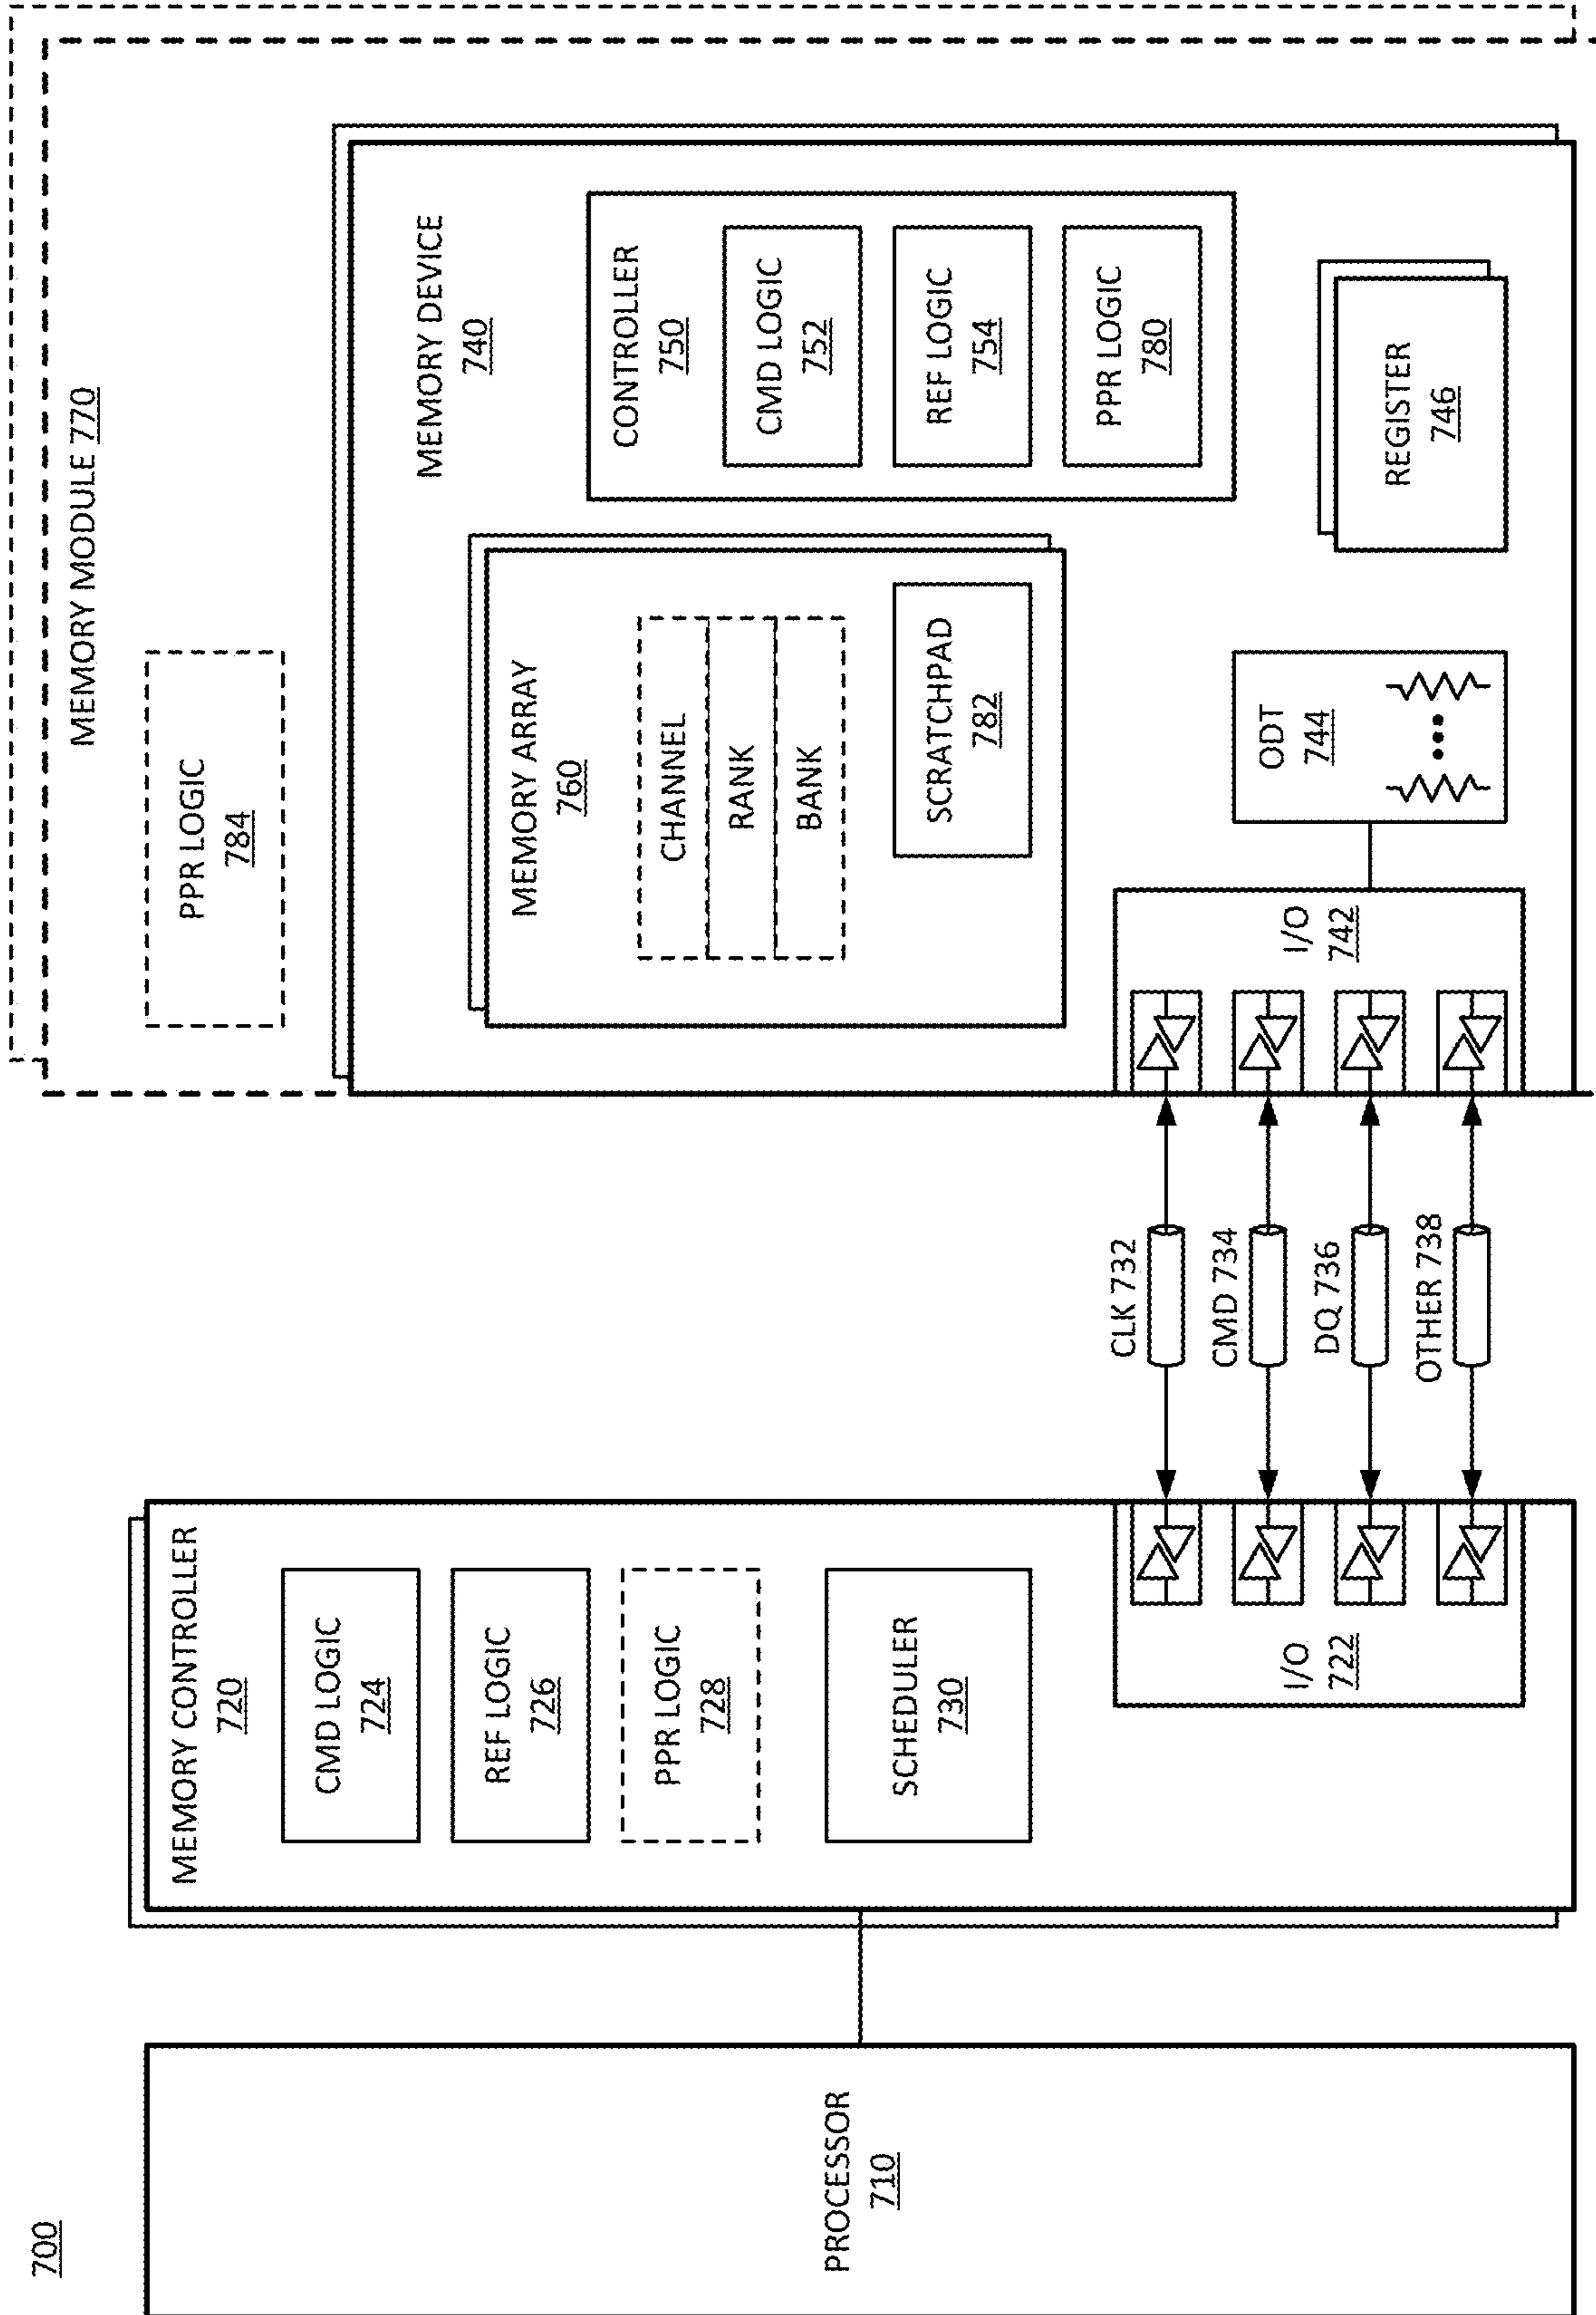 700
PROCESSOR
710
MEMORY CONTROLLER
720
CMD LOGIC
724
REF LOGIC
726
PPR LOGIC
728
SCHEDULER
730
I/O
722
CLK 732
CMD 734
DQ 736
OTHER 738
MEMORY MODULE 770
PPR LOGIC
784
MEMORY DEVICE
740
MEMORY ARRAY
760
CHANNEL
RANK
BANK
SCRATCHPAD
782
CONTROLLER
750
CMD LOGIC
752
REF LOGIC
754
PPR LOGIC
780
I/O
742
ODT
744
REGISTER
746